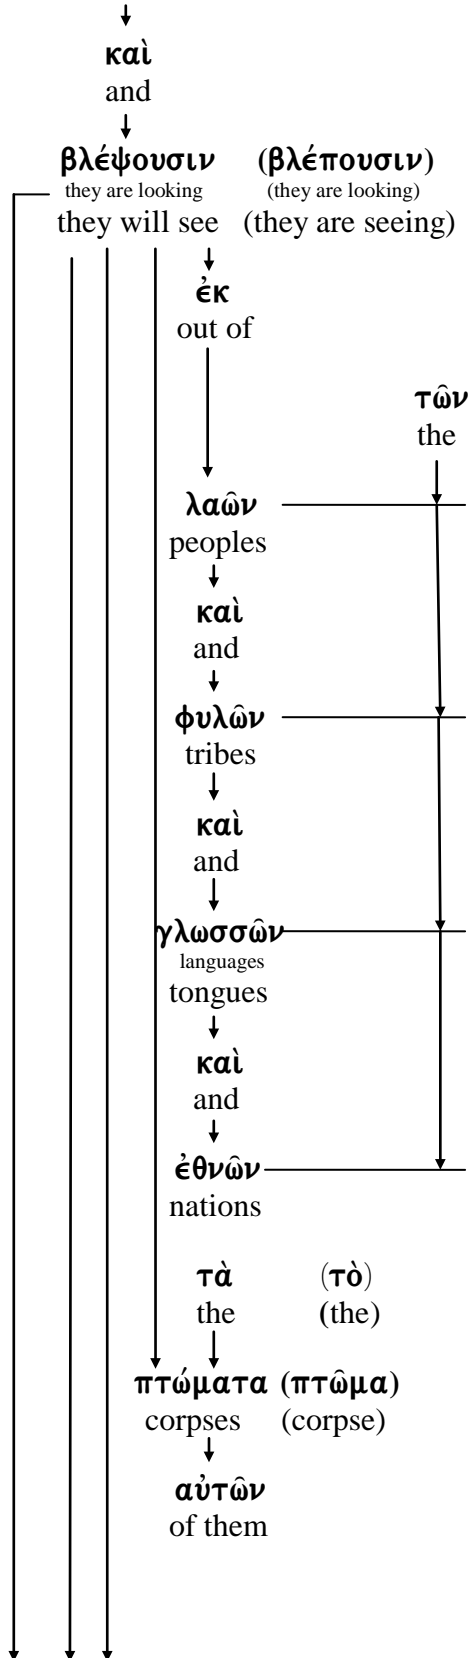 καὶ
and
βλέψουσιν (βλέπουσιν)
they are looking (they are looking)
they will see (they are seeing)
ἐκ
out of
τῶν
the
λαῶν
peoples
καὶ
and
φυλῶν
tribes
καὶ
and
γλωσσῶν
languages
tongues
καὶ
and
ἐθνῶν
nations
τὰ (τὸ)
the (the)
πτώματα (πτῶμα)
corpses (corpse)
αὐτῶν
of them